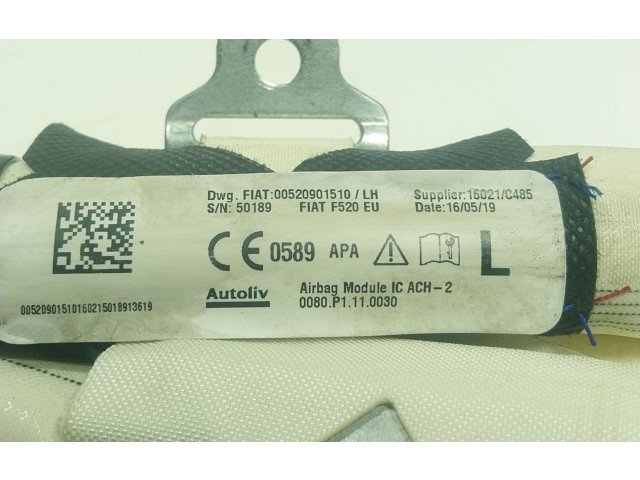 Dwg. FIAT:00520901510 / LH Supplier:16021/C485
S/N: 50189 FIAT F520 EU Date:16/05/19
CE 0589 APA L
Autoliv Airbag Module IC ACH-2
0080.P1.11.0030
00520901510160215018913619